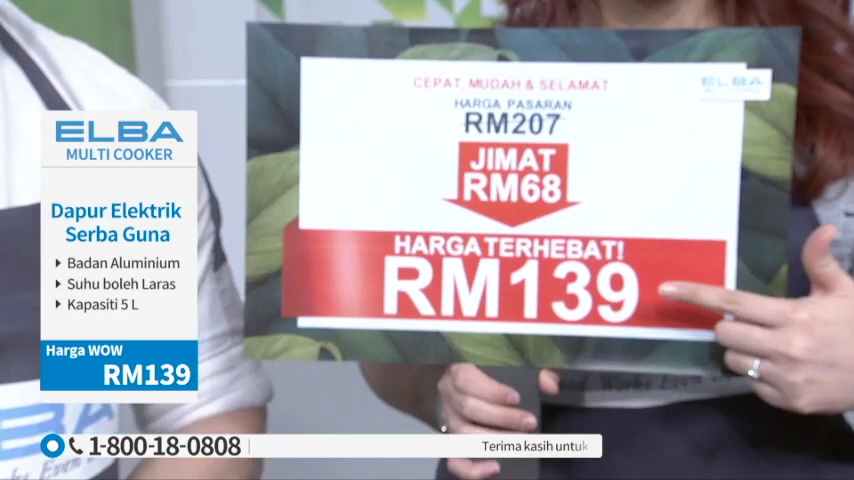 ELBA
MULTI COOKER
Dapur Elektrik
Serba Guna
Badan Aluminium
Suhu boleh Laras
Kapasiti 5 L
Harga WOW
RM139
CEPAT, MUDAH & SELAMAT
ELBA
HARGA PASARAN
RM207
JIMAT
RM68
HARGA TERHEBAT!
RM139
1-800-18-0808
Terima kasih untuk